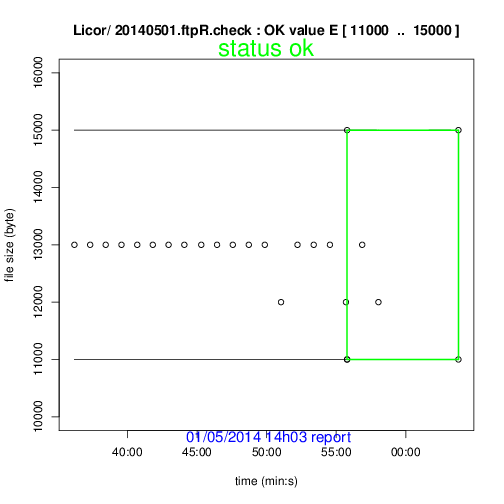 Licor/ 20140501.ftpR.check : OK value E [ 11000 .. 15000 ]
status ok
16000
15000
14000
13000
12000
11000
10000
file size (byte)
01/05/2014 14h03 report
40:00 45:00 50:00 55:00 00:00
time (min:s)